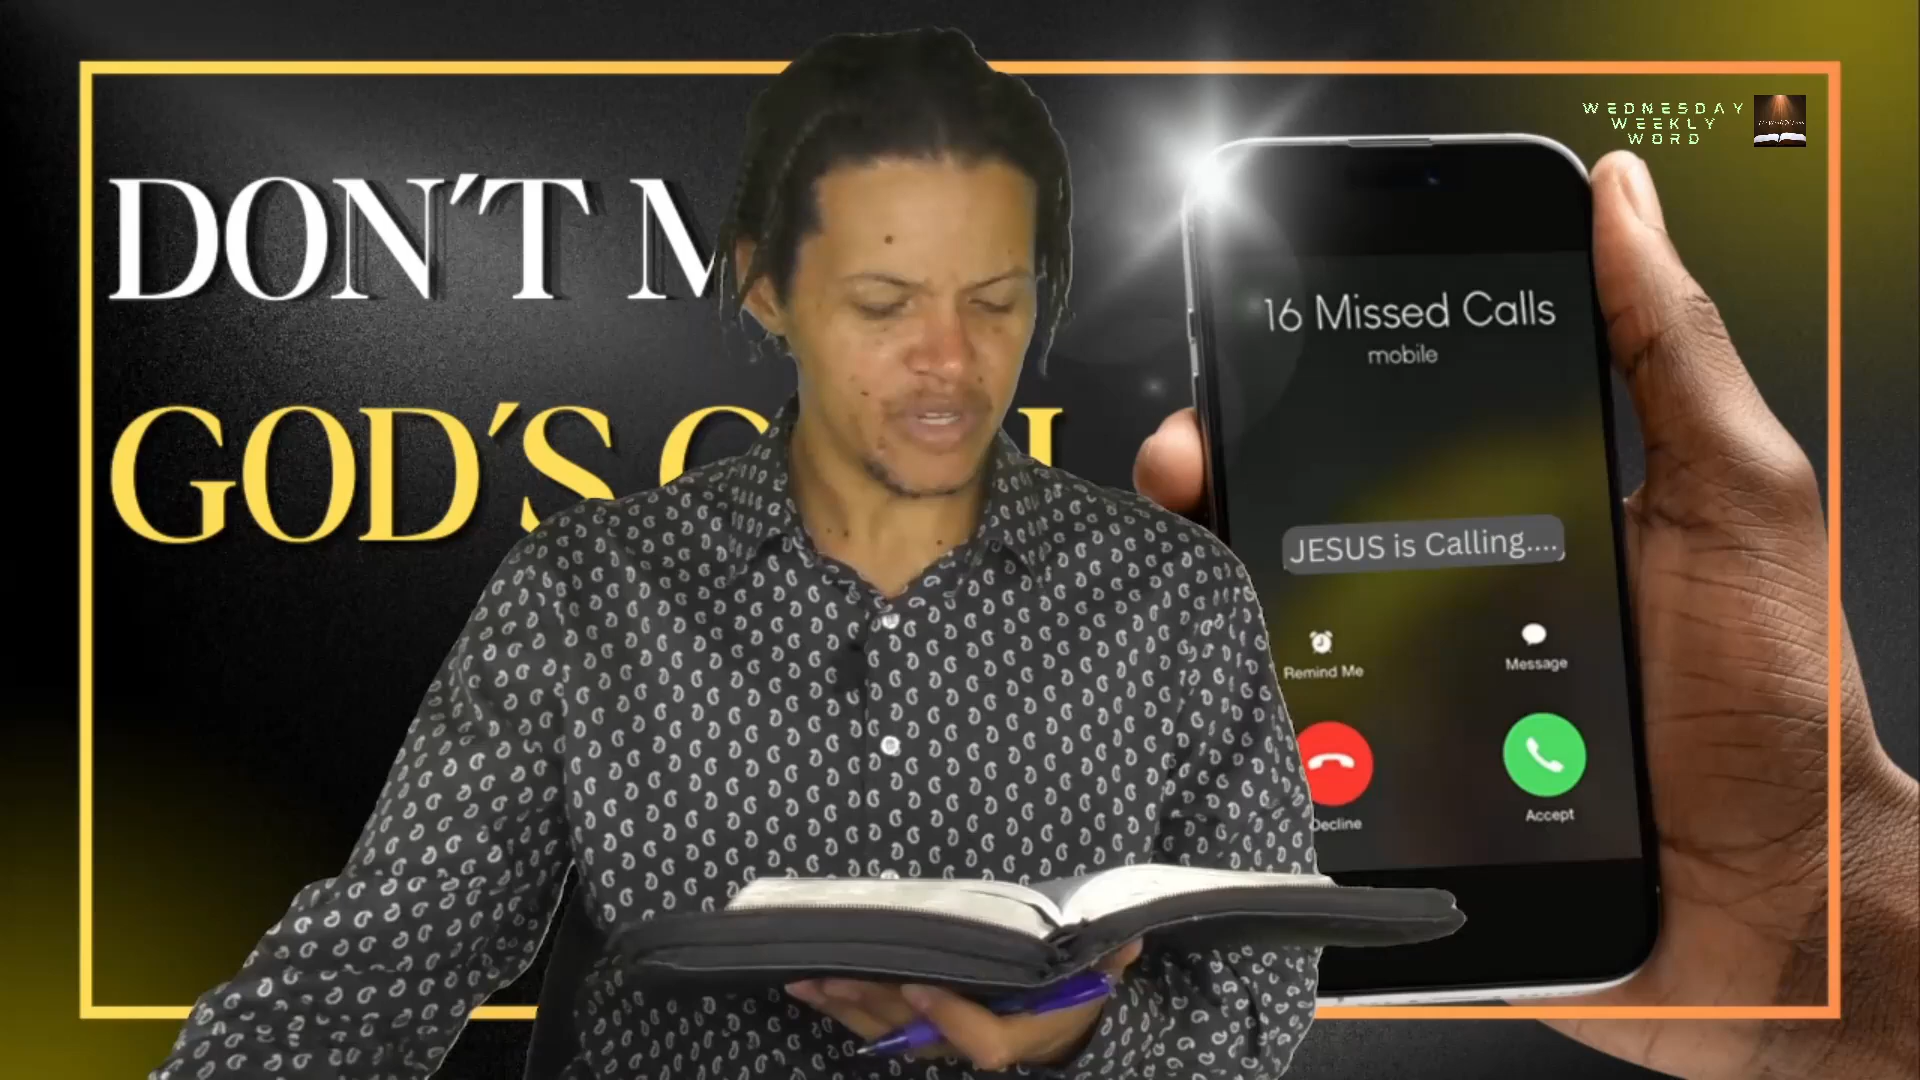 WEDNESDAY
WEEKLY
WORD
DON'T M
GOD'S
16 Missed Calls
mobile
JESUS is Calling....
Remind Me
Message
Decline
Accept